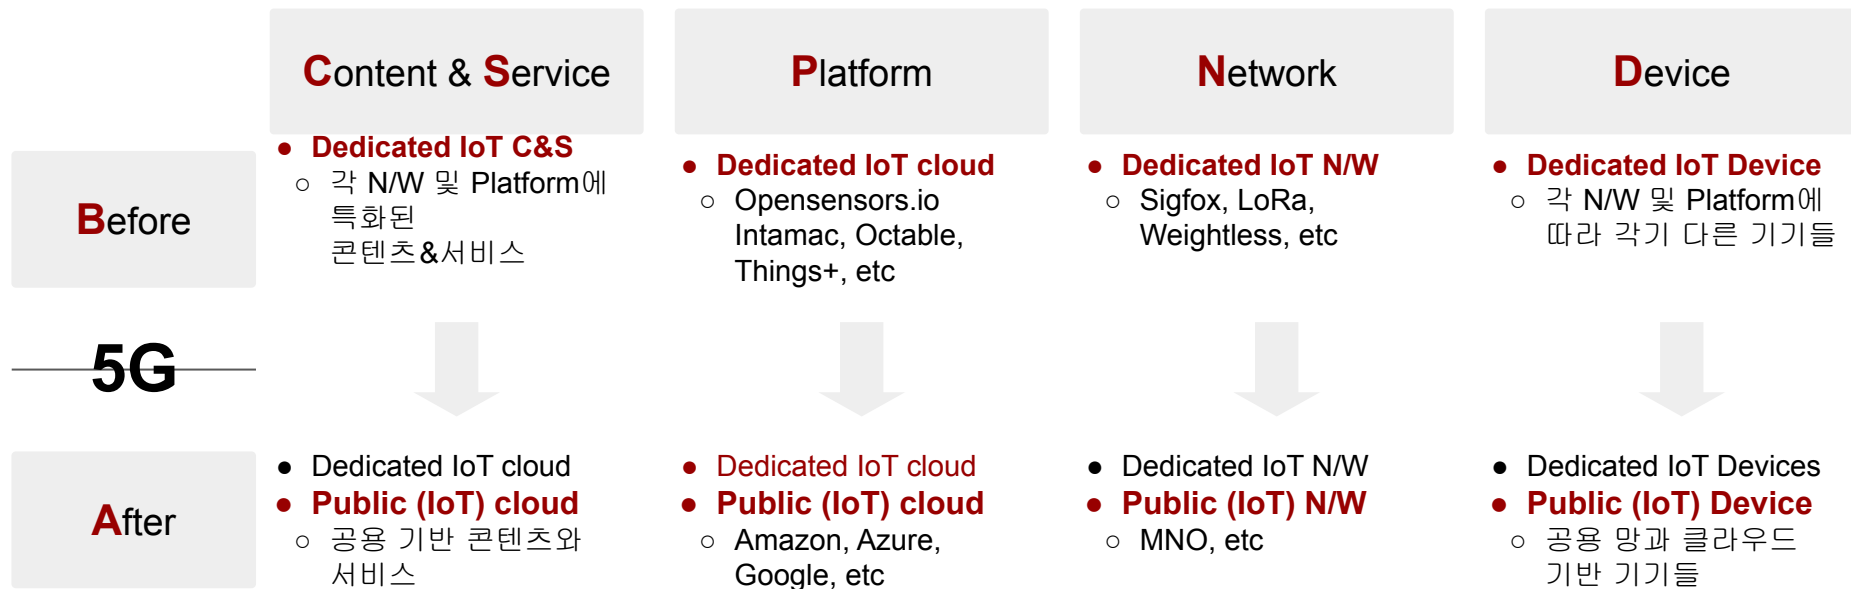 Content & Service
Platform
Network
Device
Before
● Dedicated IoT C&S
○ 각 N/W 및 Platform에
특화된
콘텐츠&서비스
● Dedicated IoT cloud
○ Opensensors.io
Intamac, Octable,
Things+, etc
● Dedicated IoT N/W
○ Sigfox, LoRa,
Weightless, etc
● Dedicated IoT Device
○ 각 N/W 및 Platform에
따라 각기 다른 기기들
5G
After
● Dedicated IoT cloud
● Public (IoT) cloud
○ 공용 기반 콘텐츠와
서비스
● Dedicated IoT cloud
● Public (IoT) cloud
○ Amazon, Azure,
Google, etc
● Dedicated IoT N/W
● Public (IoT) N/W
○ MNO, etc
● Dedicated IoT Devices
● Public (IoT) Device
○ 공용 망과 클라우드
기반 기기들